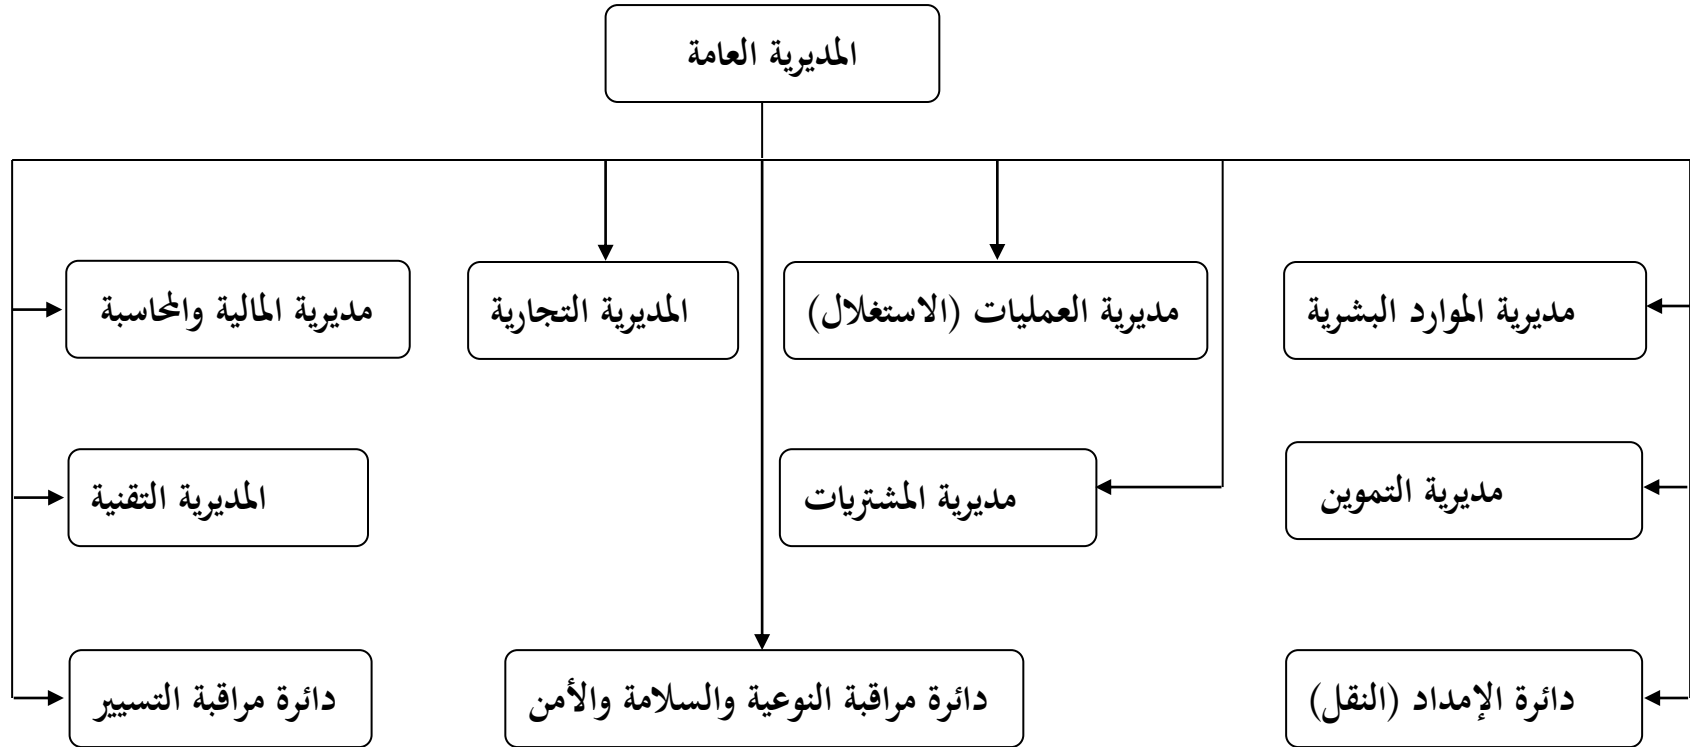 المديرية العامة
مديرية الموارد البشرية
مديرية العمليات (الاستغلال)
المديرية التجارية
مديرية المالية والمحاسبة
مديرية التموين
مديرية المشتريات
المديرية التقنية
دائرة الإمداد (النقل)
دائرة مراقبة النوعية والسلامة والأمن
دائرة مراقبة التسيير